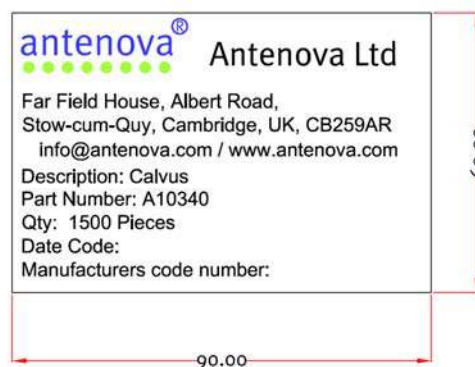 antenova®
Antenova Ltd
Far Field House, Albert Road,
Stow-cum-Quy, Cambridge, UK, CB259AR
info@antenova.com / www.antenova.com
Description: Calvus
Part Number: A10340
Qty: 1500 Pieces
Date Code:
Manufacturers code number:
90.00